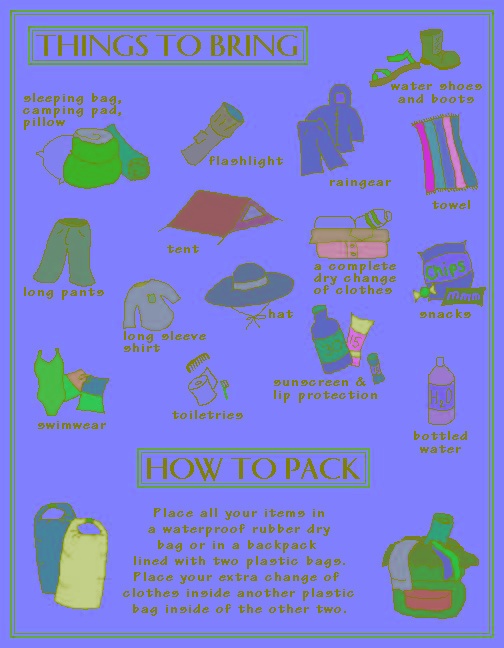 THINGS TO BRING
water shoes
and boots
sleeping bag,
camping pad,
pillow
flashlight
raingear
towel
tent
long pants
a complete
dry change
of clothes
Chips
mmm
snacks
hat
long sleeve
shirt
15
sunscreen &
lip protection
swimwear
toiletries
H2O
bottled
water
HOW TO PACK
Place all your items in
a waterproof rubber dry
bag or in a backpack
lined with two plastic bags.
Place your extra change of
clothes inside another plastic
bag inside of the other two.